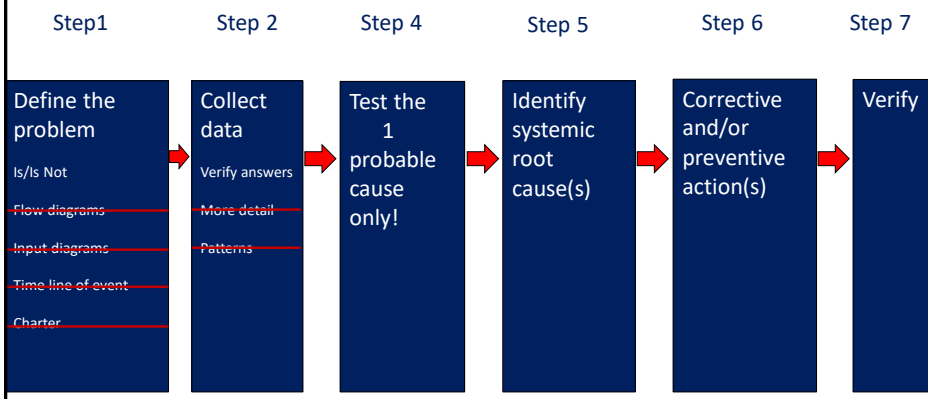 Step1
Step 2
Step 4
Step 5
Step 6
Step 7
Define the
problem
Is/Is Not
Flow diagrams
Input diagrams
Time line of event
Charter
Collect
data
Verify answers
More detail
Patterns
Test the
1
probable
cause
only!
Identify
systemic
root
cause(s)
Corrective
and/or
preventive
action(s)
Verify